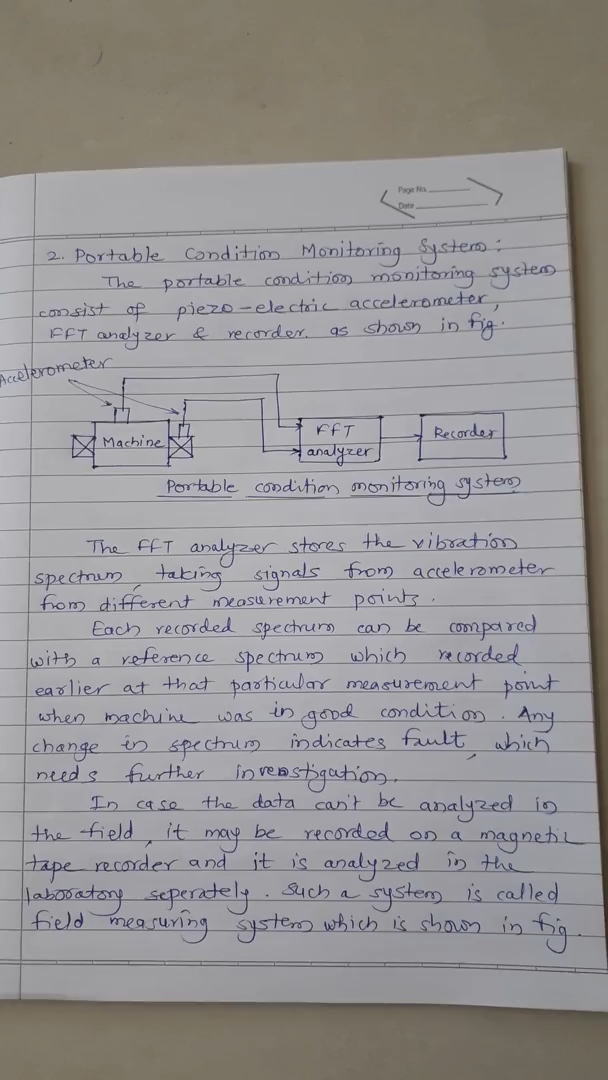 Page No.
Date
2. Portable Condition Monitoring System:
The portable condition monitoring system
consist of piezo-electric accelerometer,
FFT analyzer & recorder. as shown in fig.
Accelerometer
Machine
FFT
analyzer
Recorder
Portable condition monitoring system
The FFT analyzer stores the vibration
spectrum, taking signals from accelerometer
from different measurement points.
Each recorded spectrum can be compared
with a reference spectrum which recorded
earlier at that particular measurement point
when machine was in good condition. Any
change in spectrum indicates fault, which
needs further investigation.
In case the data can't be analyzed in
the field, it may be recorded on a magnetic
tape recorder and it is analyzed in the
laboratory seperately. Such a system is called
field measuring system which is shown in fig.